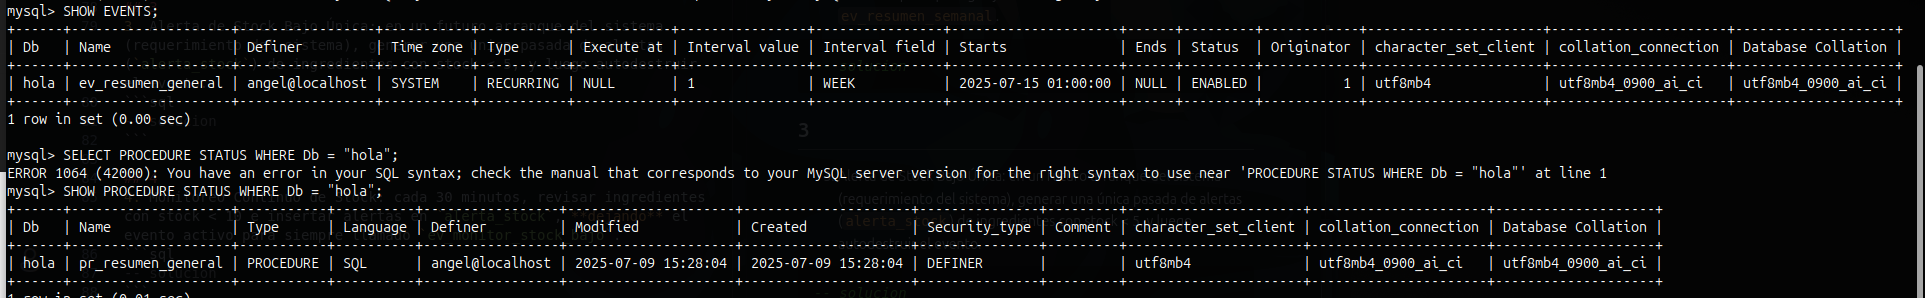 mysql> SHOW EVENTS;
+------+--------------------+-----------------+-----------+-----------+------------+----------------+----------------+---------------------+------+---------+------------+----------------------+----------------------+--------------------+
| Db | Name | Definer | Time zone | Type | Execute at | Interval value | Interval field | Starts | Ends | Status | Originator | character_set_client | collation_connection | Database Collation |
+------+--------------------+-----------------+-----------+-----------+------------+----------------+----------------+---------------------+------+---------+------------+----------------------+----------------------+--------------------+
| hola | ev_resumen_general | angel@localhost | SYSTEM | RECURRING | NULL | 1 | WEEK | 2025-07-15 01:00:00 | NULL | ENABLED | 1 | utf8mb4 | utf8mb4_0900_ai_ci | utf8mb4_0900_ai_ci |
+------+--------------------+-----------------+-----------+-----------+------------+----------------+----------------+---------------------+------+---------+------------+----------------------+----------------------+--------------------+
1 row in set (0.00 sec)
mysql> SELECT PROCEDURE STATUS WHERE Db = "hola";
ERROR 1064 (42000): You have an error in your SQL syntax; check the manual that corresponds to your MySQL server version for the right syntax to use near 'PROCEDURE STATUS WHERE Db = "hola"' at line 1
mysql> SHOW PROCEDURE STATUS WHERE Db = "hola";
+------+--------------------+-----------+----------+-----------------+---------------------+---------------------+---------------+---------+----------------------+----------------------+--------------------+
| Db | Name | Type | Language | Definer | Modified | Created | Security_type | Comment | character_set_client | collation_connection | Database Collation |
+------+--------------------+-----------+----------+-----------------+---------------------+---------------------+---------------+---------+----------------------+----------------------+--------------------+
| hola | pr_resumen_general | PROCEDURE | SQL | angel@localhost | 2025-07-09 15:28:04 | 2025-07-09 15:28:04 | DEFINER | | utf8mb4 | utf8mb4_0900_ai_ci | utf8mb4_0900_ai_ci |
+------+--------------------+-----------+----------+-----------------+---------------------+---------------------+---------------+---------+----------------------+----------------------+--------------------+
1 row in set (0.01 sec)